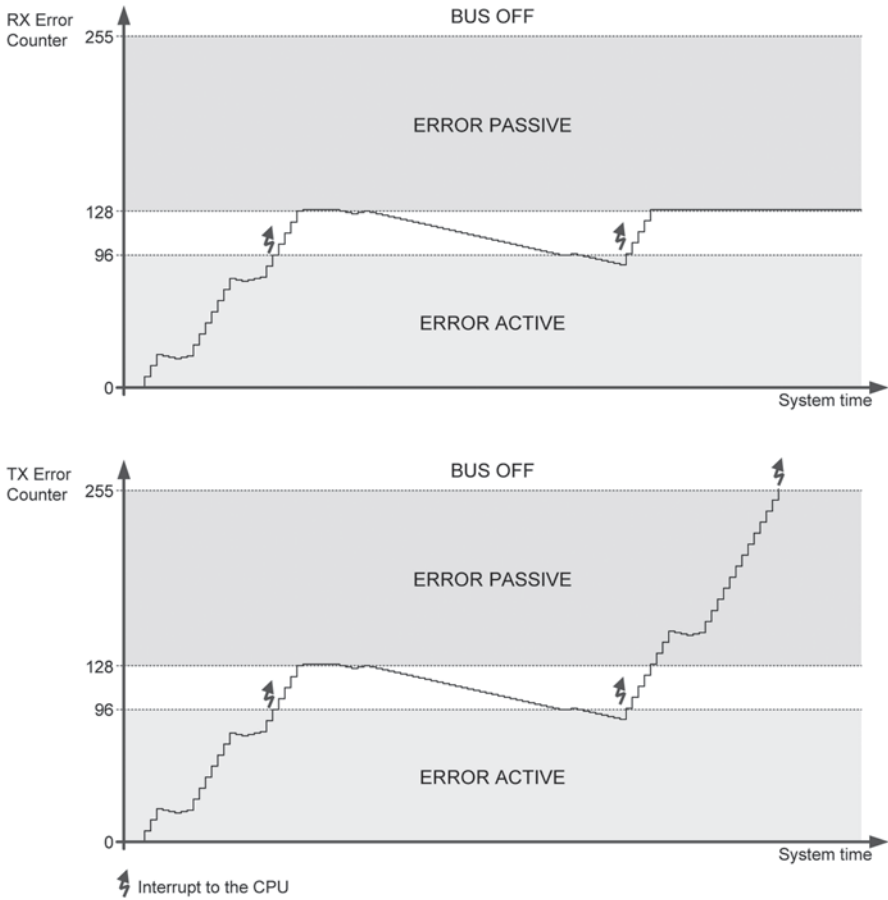 RX Error
Counter
BUS OFF
255
ERROR PASSIVE
128
96
ERROR ACTIVE
0
System time
TX Error
Counter
BUS OFF
255
ERROR PASSIVE
128
96
ERROR ACTIVE
0
System time
Interrupt to the CPU